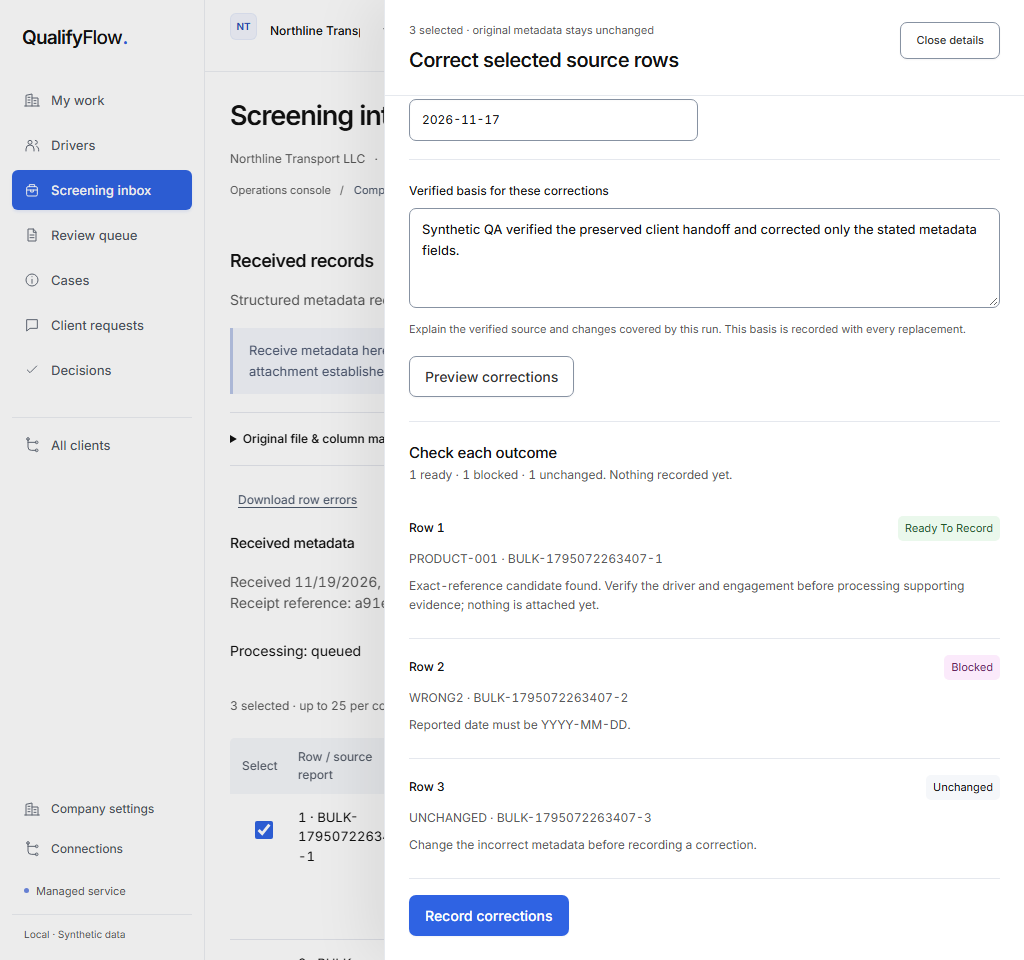 QualifyFlow.
My work
Drivers
Screening inbox
Review queue
Cases
Client requests
Decisions
All clients
Company settings
Connections
Managed service
Local · Synthetic data
NT
Northline Trans
Screening in
Northline Transport LLC ·
Operations console / Comp
Received records
Structured metadata re
Receive metadata here
attachment establishe
Original file & column ma
Download row errors
Received metadata
Received 11/19/2026,
Receipt reference: a91e
Processing: queued
3 selected · up to 25 per co
Select
Row / source
report
1 · BULK-
1795072263
-1
3 selected · original metadata stays unchanged
Correct selected source rows
Close details
2026-11-17
Verified basis for these corrections
Synthetic QA verified the preserved client handoff and corrected only the stated metadata
fields.
Explain the verified source and changes covered by this run. This basis is recorded with every replacement.
Preview corrections
Check each outcome
1 ready · 1 blocked · 1 unchanged. Nothing recorded yet.
Row 1
Ready To Record
PRODUCT-001 · BULK-1795072263407-1
Exact-reference candidate found. Verify the driver and engagement before processing supporting
evidence; nothing is attached yet.
Row 2
Blocked
WRONG2 · BULK-1795072263407-2
Reported date must be YYYY-MM-DD.
Row 3
Unchanged
UNCHANGED · BULK-1795072263407-3
Change the incorrect metadata before recording a correction.
Record corrections